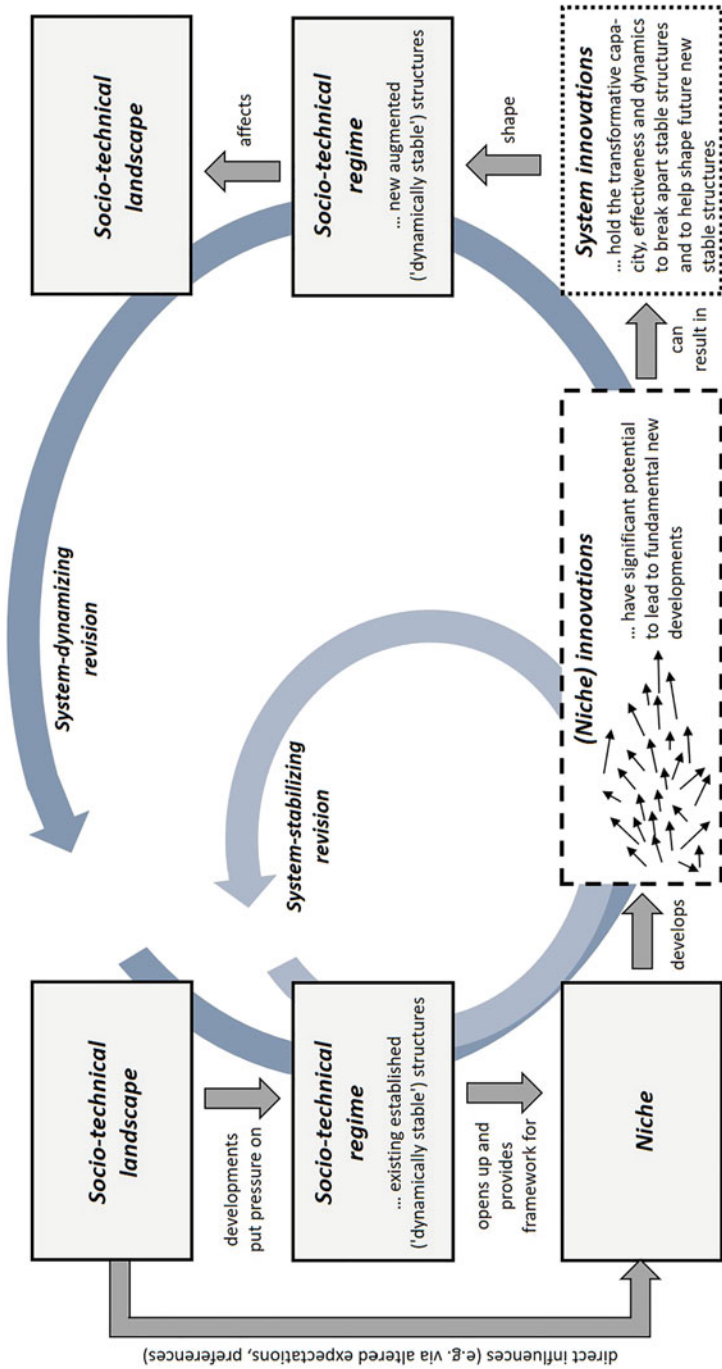 direct influences (e.g. via altered expectations, preferences)
Socio-technical
landscape
developments
put pressure on
Socio-technical
regime
... existing established
('dynamically stable') structures
opens up and
provides
framework for
Niche
develops
System-dynamizing
revision
System-stabilizing
revision
(Niche) innovations
... have significant potential
to lead to fundamental new
developments
can
result in
Socio-technical
landscape
affects
Socio-technical
regime
... new augmented
('dynamically stable') structures
shape
System innovations
... hold the transformative capa-
city, effectiveness and dynamics
to break apart stable structures
and to help shape future new
stable structures